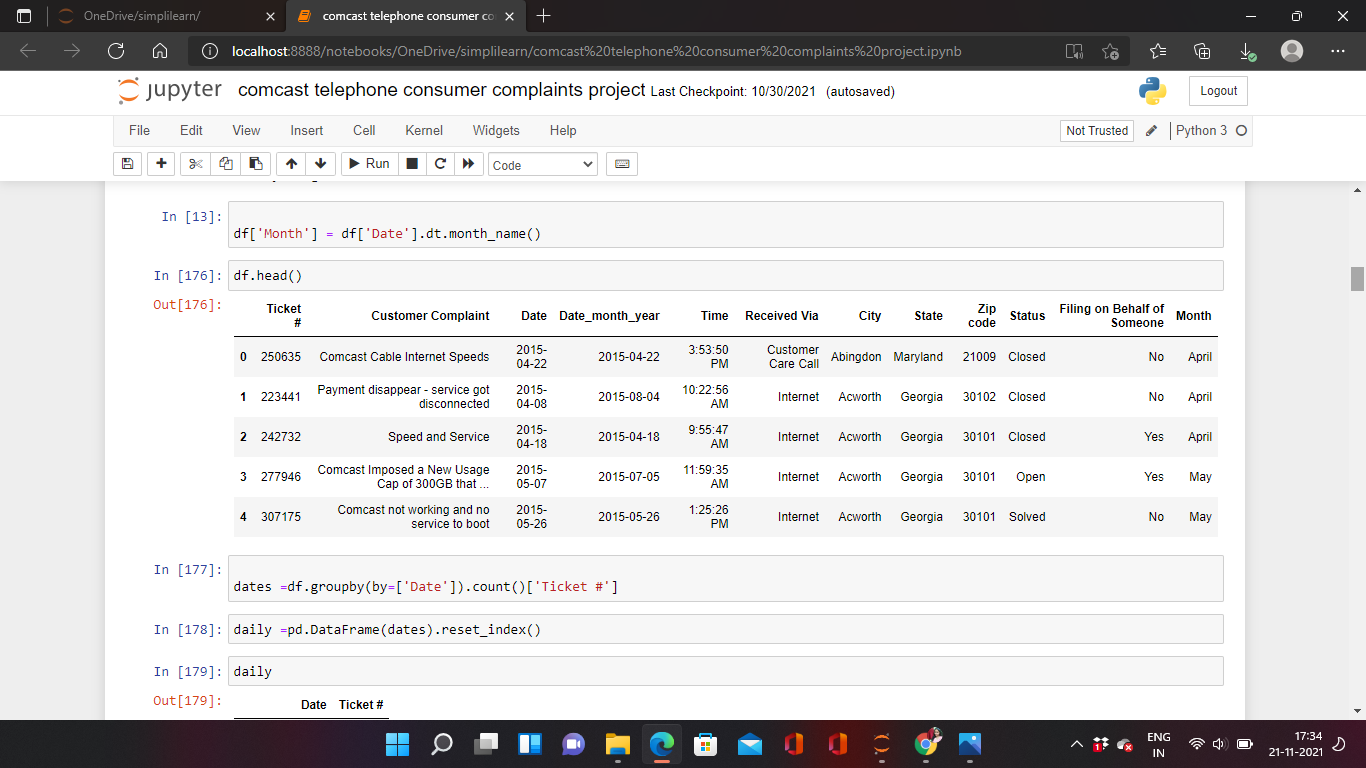 OneDrive/simplilearn/
comcast telephone consumer co
localhost:8888/notebooks/OneDrive/simplilearn/comcast%20telephone%20consumer%20complaints%20project.ipynb
jupyter comcast telephone consumer complaints project Last Checkpoint: 10/30/2021 (autosaved)
Logout
File Edit View Insert Cell Kernel Widgets Help
Not Trusted Python 3
Run Code
In [13]:
df['Month'] = df['Date'].dt.month_name()
In [176]: df.head()
Out[176]:
Ticket # Customer Complaint Date Date_month_year Time Received Via City State Zip code Status Filing on Behalf of Someone Month
0 250635 Comcast Cable Internet Speeds 2015-04-22 2015-04-22 3:53:50 PM Customer Care Call Abingdon Maryland 21009 Closed No April
1 223441 Payment disappear - service got disconnected 2015-04-08 2015-08-04 10:22:56 AM Internet Acworth Georgia 30102 Closed No April
2 242732 Speed and Service 2015-04-18 2015-04-18 9:55:47 AM Internet Acworth Georgia 30101 Closed Yes April
3 277946 Comcast Imposed a New Usage Cap of 300GB that ... 2015-05-07 2015-07-05 11:59:35 AM Internet Acworth Georgia 30101 Open Yes May
4 307175 Comcast not working and no service to boot 2015-05-26 2015-05-26 1:25:26 PM Internet Acworth Georgia 30101 Solved No May
In [177]:
dates =df.groupby(by=['Date']).count()['Ticket #']
In [178]: daily =pd.DataFrame(dates).reset_index()
In [179]: daily
Out[179]:
Date Ticket #
1
ENG
IN
17:34
21-11-2021